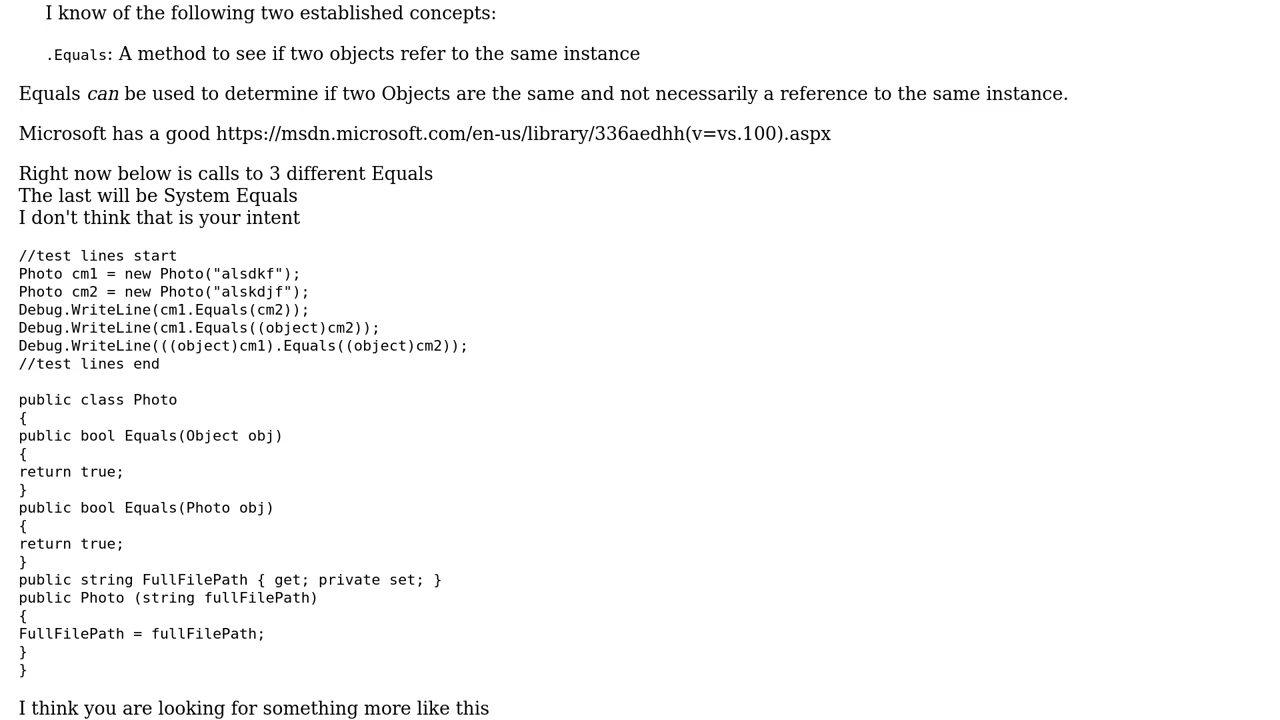 I know of the following two established concepts:
.Equals: A method to see if two objects refer to the same instance
Equals can be used to determine if two Objects are the same and not necessarily a reference to the same instance.
Microsoft has a good https://msdn.microsoft.com/en-us/library/336aedhh(v=vs.100).aspx
Right now below is calls to 3 different Equals
The last will be System Equals
I don't think that is your intent
//test lines start
Photo cm1 = new Photo("alsdkf");
Photo cm2 = new Photo("alskdjf");
Debug.WriteLine(cm1.Equals(cm2));
Debug.WriteLine(cm1.Equals((object)cm2));
Debug.WriteLine(((object)cm1).Equals((object)cm2));
//test lines end
public class Photo
{
public bool Equals(Object obj)
{
return true;
}
public bool Equals(Photo obj)
{
return true;
}
public string FullFilePath { get; private set; }
public Photo (string fullFilePath)
{
FullFilePath = fullFilePath;
}
}
I think you are looking for something more like this